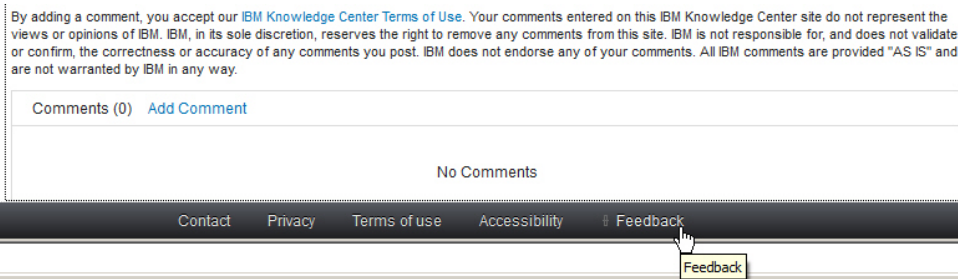 By adding a comment, you accept our IBM Knowledge Center Terms of Use. Your comments entered on this IBM Knowledge Center site do not represent the
views or opinions of IBM. IBM, in its sole discretion, reserves the right to remove any comments from this site. IBM is not responsible for, and does not validate
or confirm, the correctness or accuracy of any comments you post. IBM does not endorse any of your comments. All IBM comments are provided "AS IS" and
are not warranted by IBM in any way.
Comments (0) Add Comment
No Comments
Contact Privacy Terms of use Accessibility Feedback
Feedback